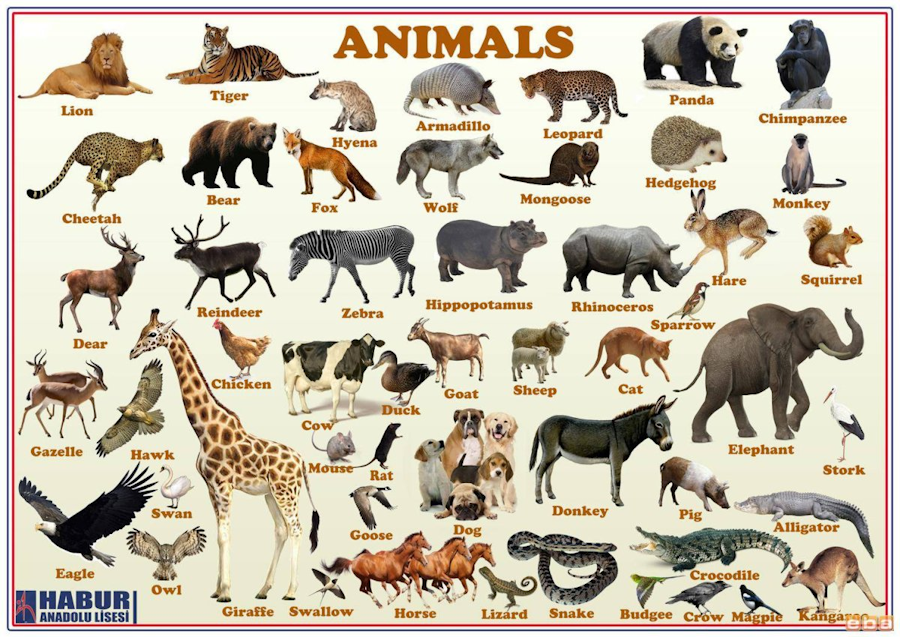 ANIMALS
Lion
Tiger
Hyena
Armadillo
Leopard
Panda
Chimpanzee
Cheetah
Bear
Fox
Wolf
Mongoose
Hedgehog
Monkey
Dear
Reindeer
Zebra
Hippopotamus
Rhinoceros
Hare
Squirrel
Sparrow
Gazelle
Hawk
Chicken
Cow
Duck
Goat
Sheep
Cat
Elephant
Stork
Mouse
Rat
Swan
Goose
Dog
Donkey
Pig
Alligator
Eagle
Owl
Giraffe
Swallow
Horse
Lizard
Snake
Crocodile
Budgee
Crow
Magpie
Kangaroo
HABUR
ANADOLU LİSESİ
eba